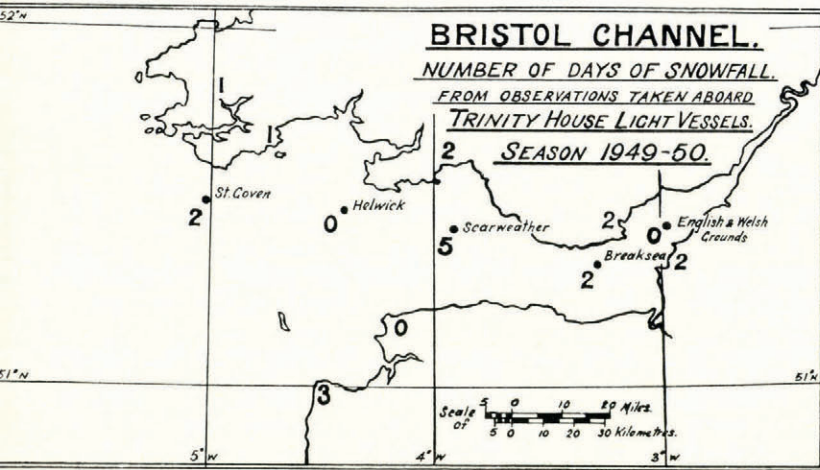 52° N
BRISTOL CHANNEL.
NUMBER OF DAYS OF SNOWFALL.
FROM OBSERVATIONS TAKEN ABOARD
TRINITY HOUSE LIGHT VESSELS.
SEASON 1949-50.
1
1
2
St. Goven
2
Helwick
0
Scarweather
5
2
English & Welsh
Grounds
0
Breaksea
2
2
0
3
51° N
51° N
Scale
of
5 0 10 20 Miles.
5 0 10 20 30 Kilometres.
5° W
4° W
3° W